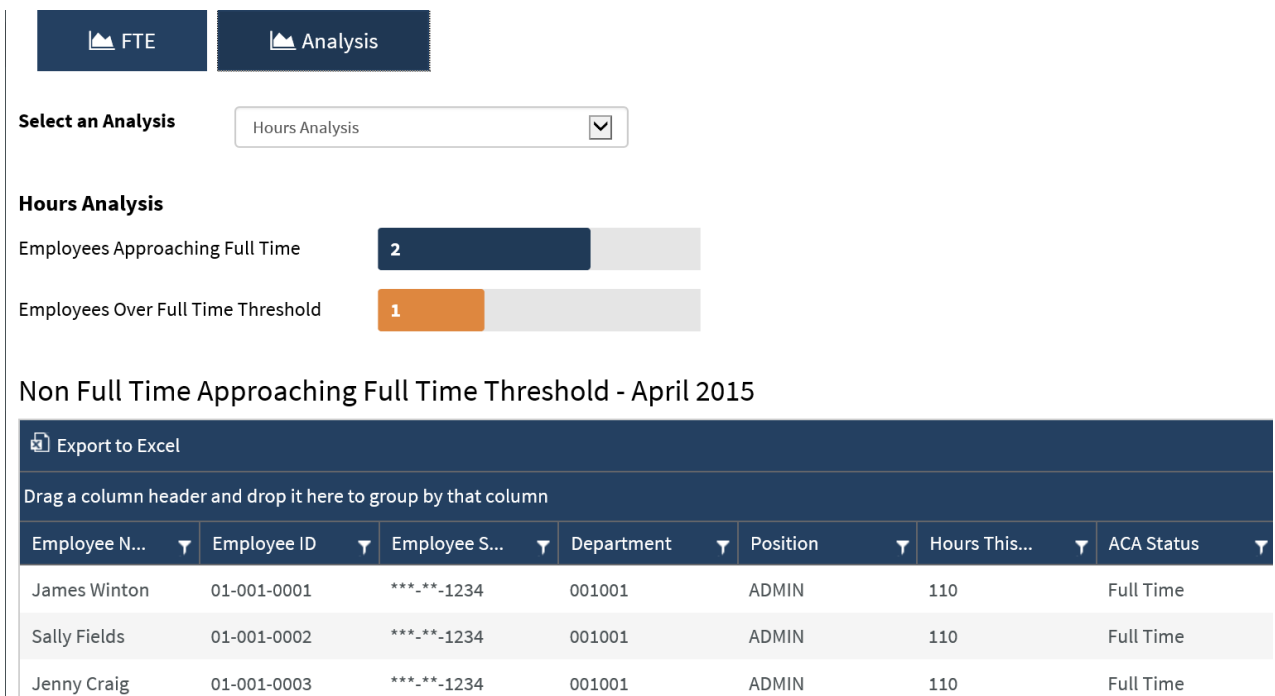 FTE Analysis
Select an Analysis Hours Analysis
Hours Analysis
Employees Approaching Full Time 2
Employees Over Full Time Threshold 1
Non Full Time Approaching Full Time Threshold - April 2015
Export to Excel
Drag a column header and drop it here to group by that column
Employee N... Employee ID Employee S... Department Position Hours This... ACA Status
James Winton 01-001-0001 ***-**-1234 001001 ADMIN 110 Full Time
Sally Fields 01-001-0002 ***-**-1234 001001 ADMIN 110 Full Time
Jenny Craig 01-001-0003 ***-**-1234 001001 ADMIN 110 Full Time